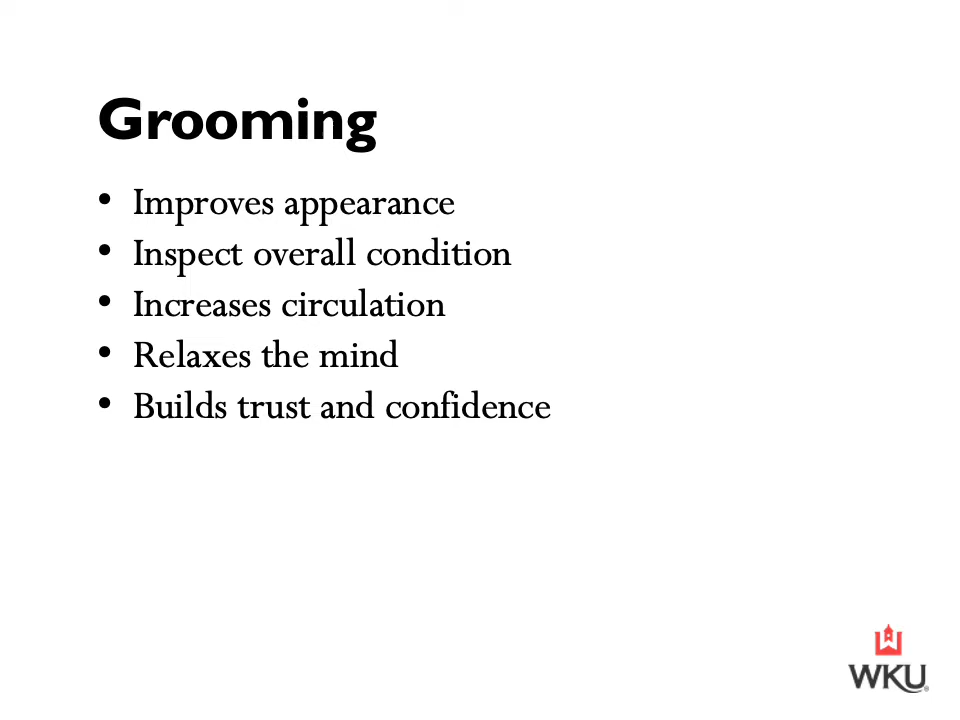 Grooming
• Improves appearance
• Inspect overall condition
• Increases circulation
• Relaxes the mind
• Builds trust and confidence
WKU®